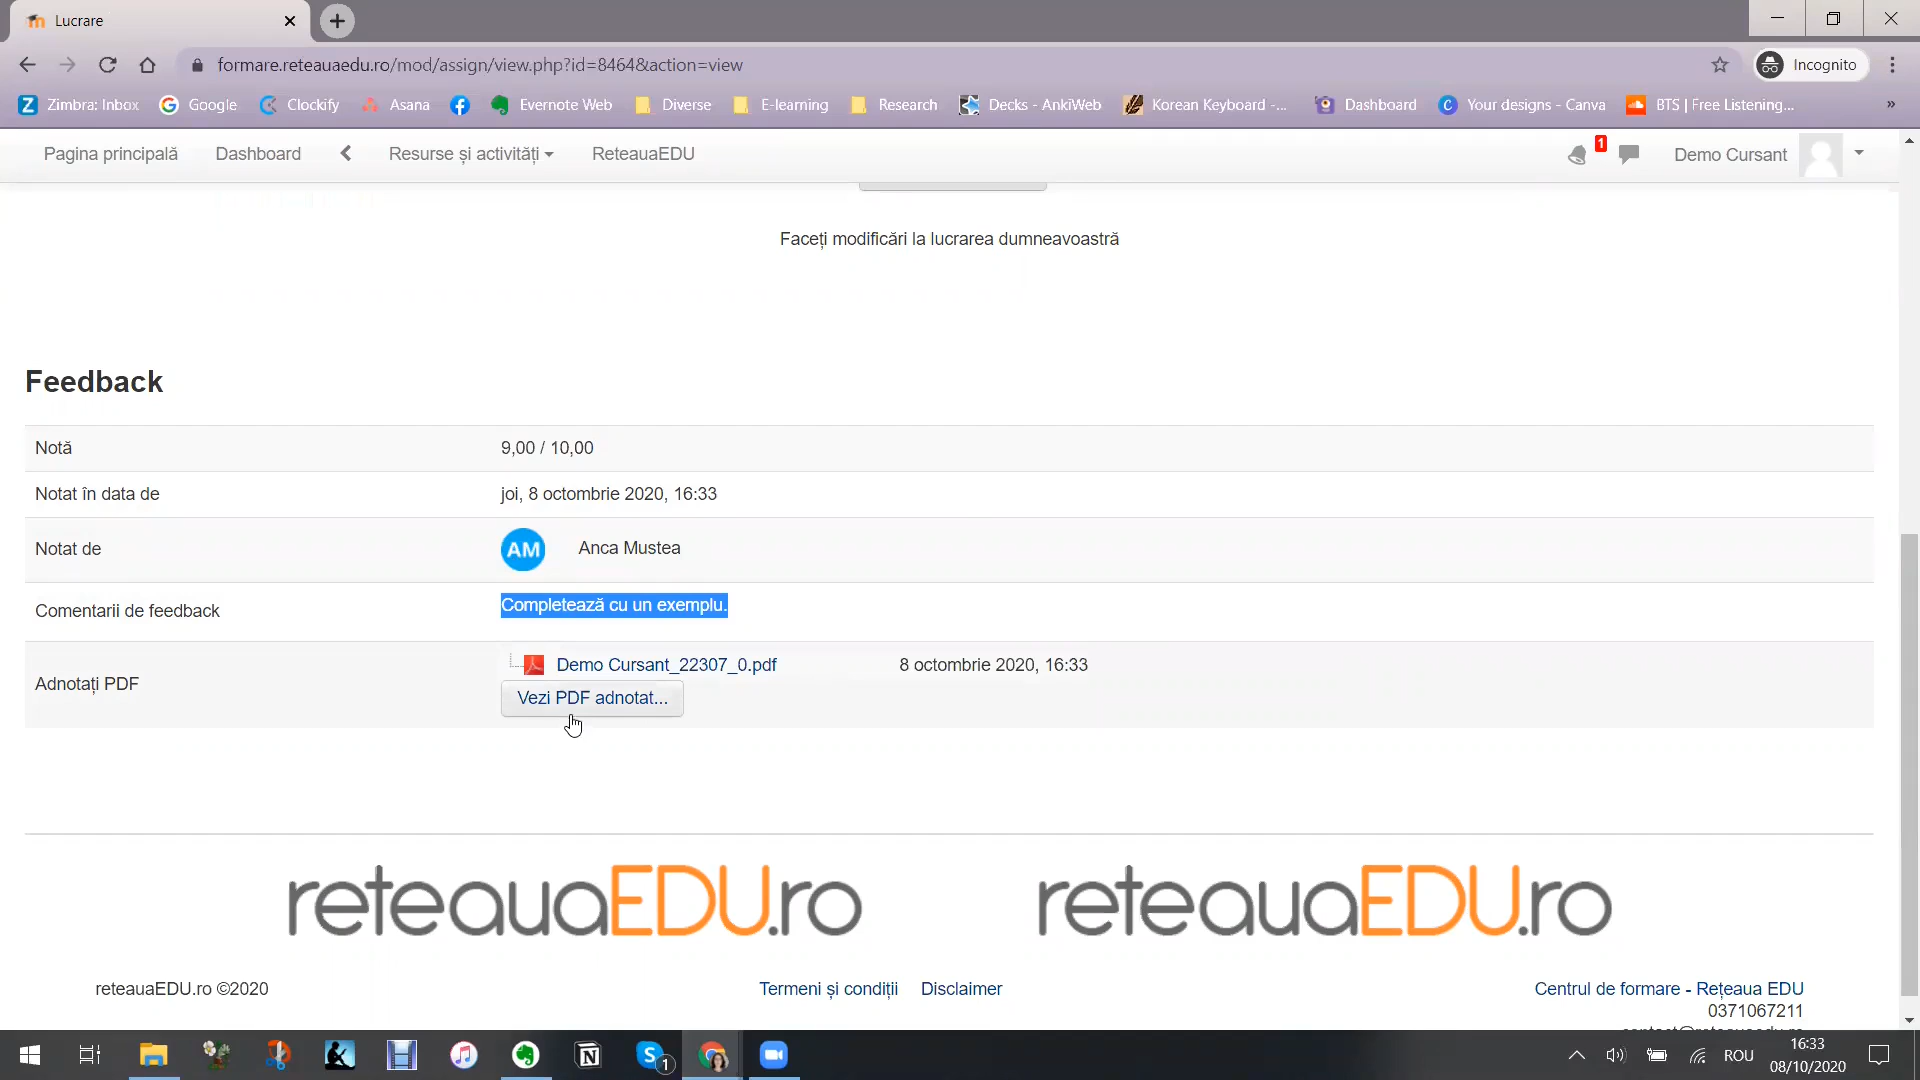 Lucrare
formare.reteauaedu.ro/mod/assign/view.php?id=8464&action=view
Incognito
Zimbra: Inbox Google Clockify Asana Evernote Web Diverse E-learning Research Decks - AnkiWeb Korean Keyboard -... Dashboard Your designs - Canva BTS | Free Listening... »
Pagina principală Dashboard Resurse și activități ReteauaEDU 1 Demo Cursant
Faceți modificări la lucrarea dumneavoastră
Feedback
Notă 9,00 / 10,00
Notat în data de joi, 8 octombrie 2020, 16:33
Notat de AM Anca Mustea
Comentarii de feedback Completează cu un exemplu.
Adnotați PDF Demo Cursant_22307_0.pdf 8 octombrie 2020, 16:33
Vezi PDF adnotat...
reteauaEDU.ro reteauaEDU.ro
reteauaEDU.ro ©2020 Termeni și condiții Disclaimer Centrul de formare - Rețeaua EDU
0371067211
1 ROU 16:33
08/10/2020